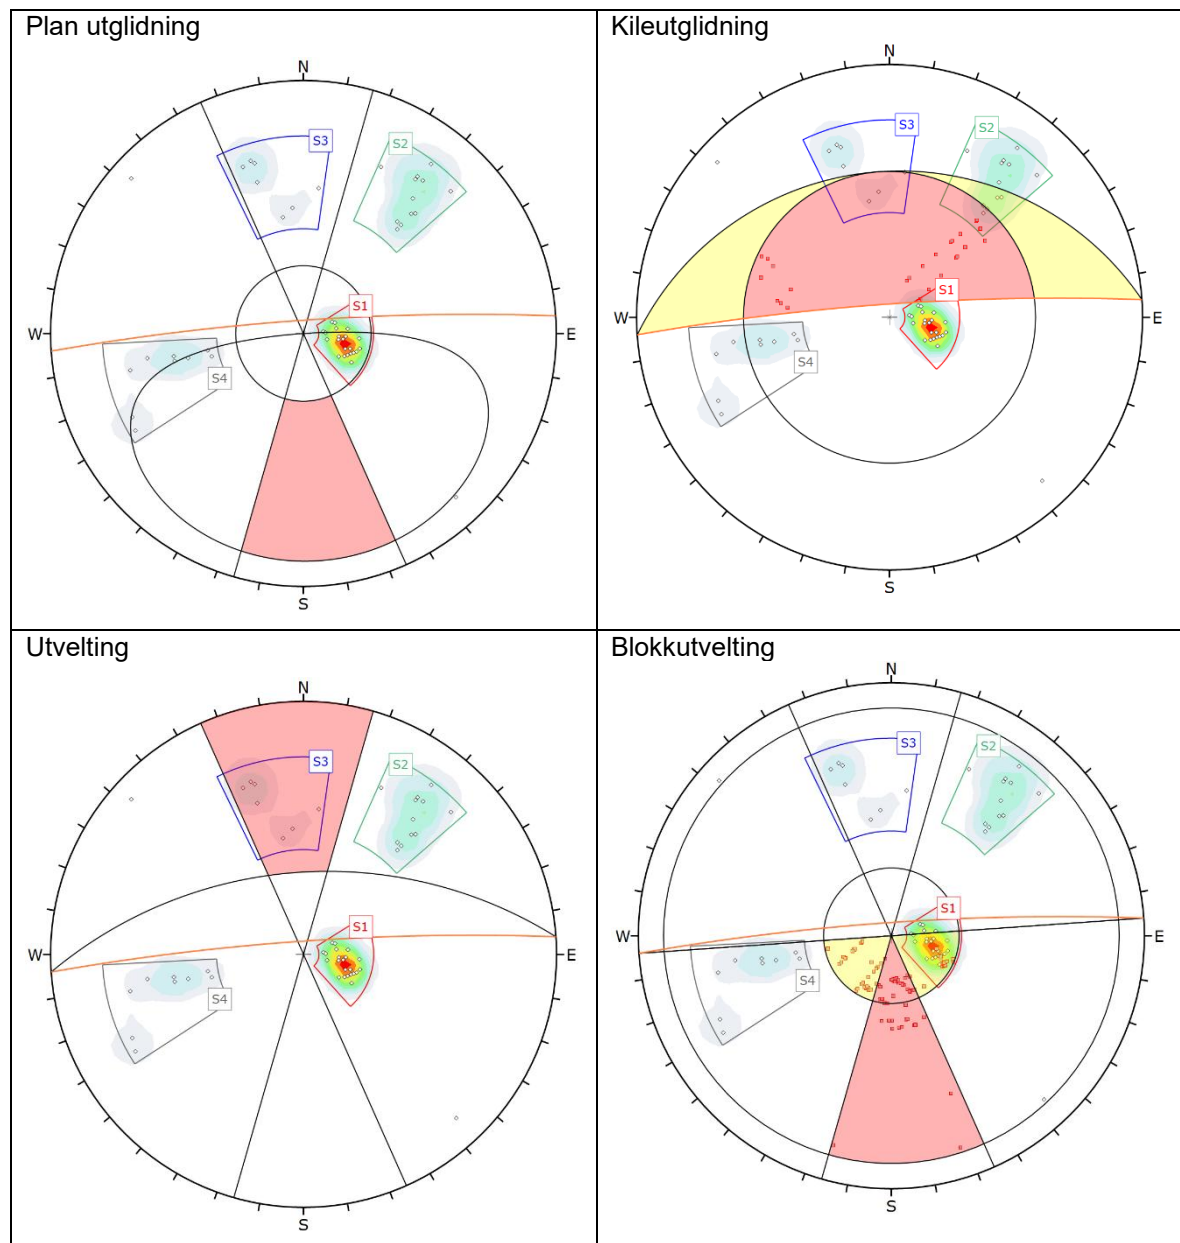 Plan utglidning
N
S3
S2
S1
W
E
S4
S
Kileutglidning
N
S3
S2
S1
W
E
S4
S
Utvelting
N
S3
S2
S1
W
E
S4
S
Blokkutvelting
N
S3
S2
S1
W
E
S4
S